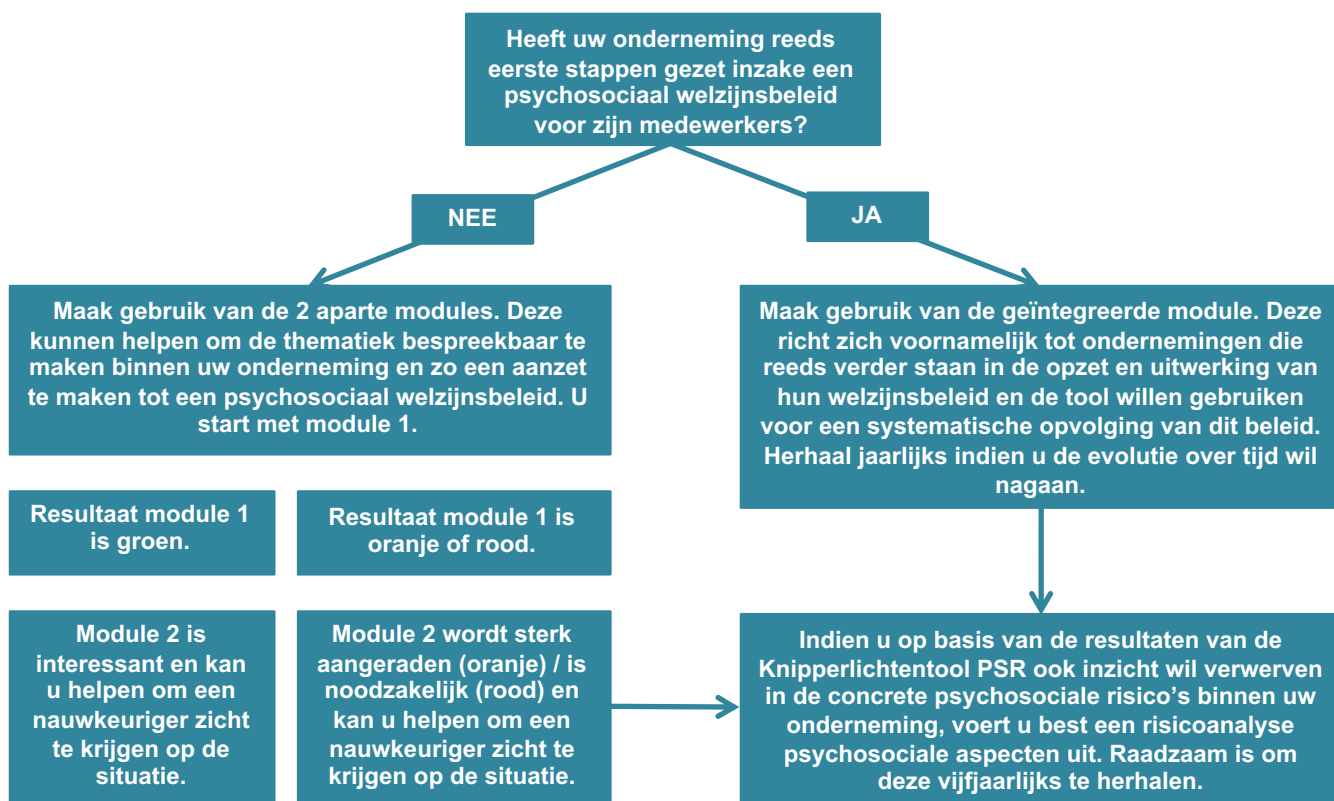 Heeft uw onderneming reeds
eerste stappen gezet inzake een
psychosociaal welzijnsbeleid
voor zijn medewerkers?
NEE
JA
Maak gebruik van de 2 aparte modules. Deze
kunnen helpen om de thematiek bespreekbaar te
maken binnen uw onderneming en zo een aanzet
te maken tot een psychosociaal welzijnsbeleid. U
start met module 1.
Maak gebruik van de geïntegreerde module. Deze
richt zich voornamelijk tot ondernemingen die
reeds verder staan in de opzet en uitwerking van
hun welzijnsbeleid en de tool willen gebruiken
voor een systematische opvolging van dit beleid.
Herhaal jaarlijks indien u de evolutie over tijd wil
nagaan.
Resultaat module 1
is groen.
Resultaat module 1 is
oranje of rood.
Module 2 is
interessant en kan
u helpen om een
nauwkeuriger zicht
te krijgen op de
situatie.
Module 2 wordt sterk
aangeraden (oranje) / is
noodzakelijk (rood) en
kan u helpen om een
nauwkeuriger zicht te
krijgen op de situatie.
Indien u op basis van de resultaten van de
Knipperlichtentool PSR ook inzicht wil verwerven
in de concrete psychosociale risico's binnen uw
onderneming, voert u best een risicoanalyse
psychosociale aspecten uit. Raadzaam is om
deze vijfjaarlijks te herhalen.